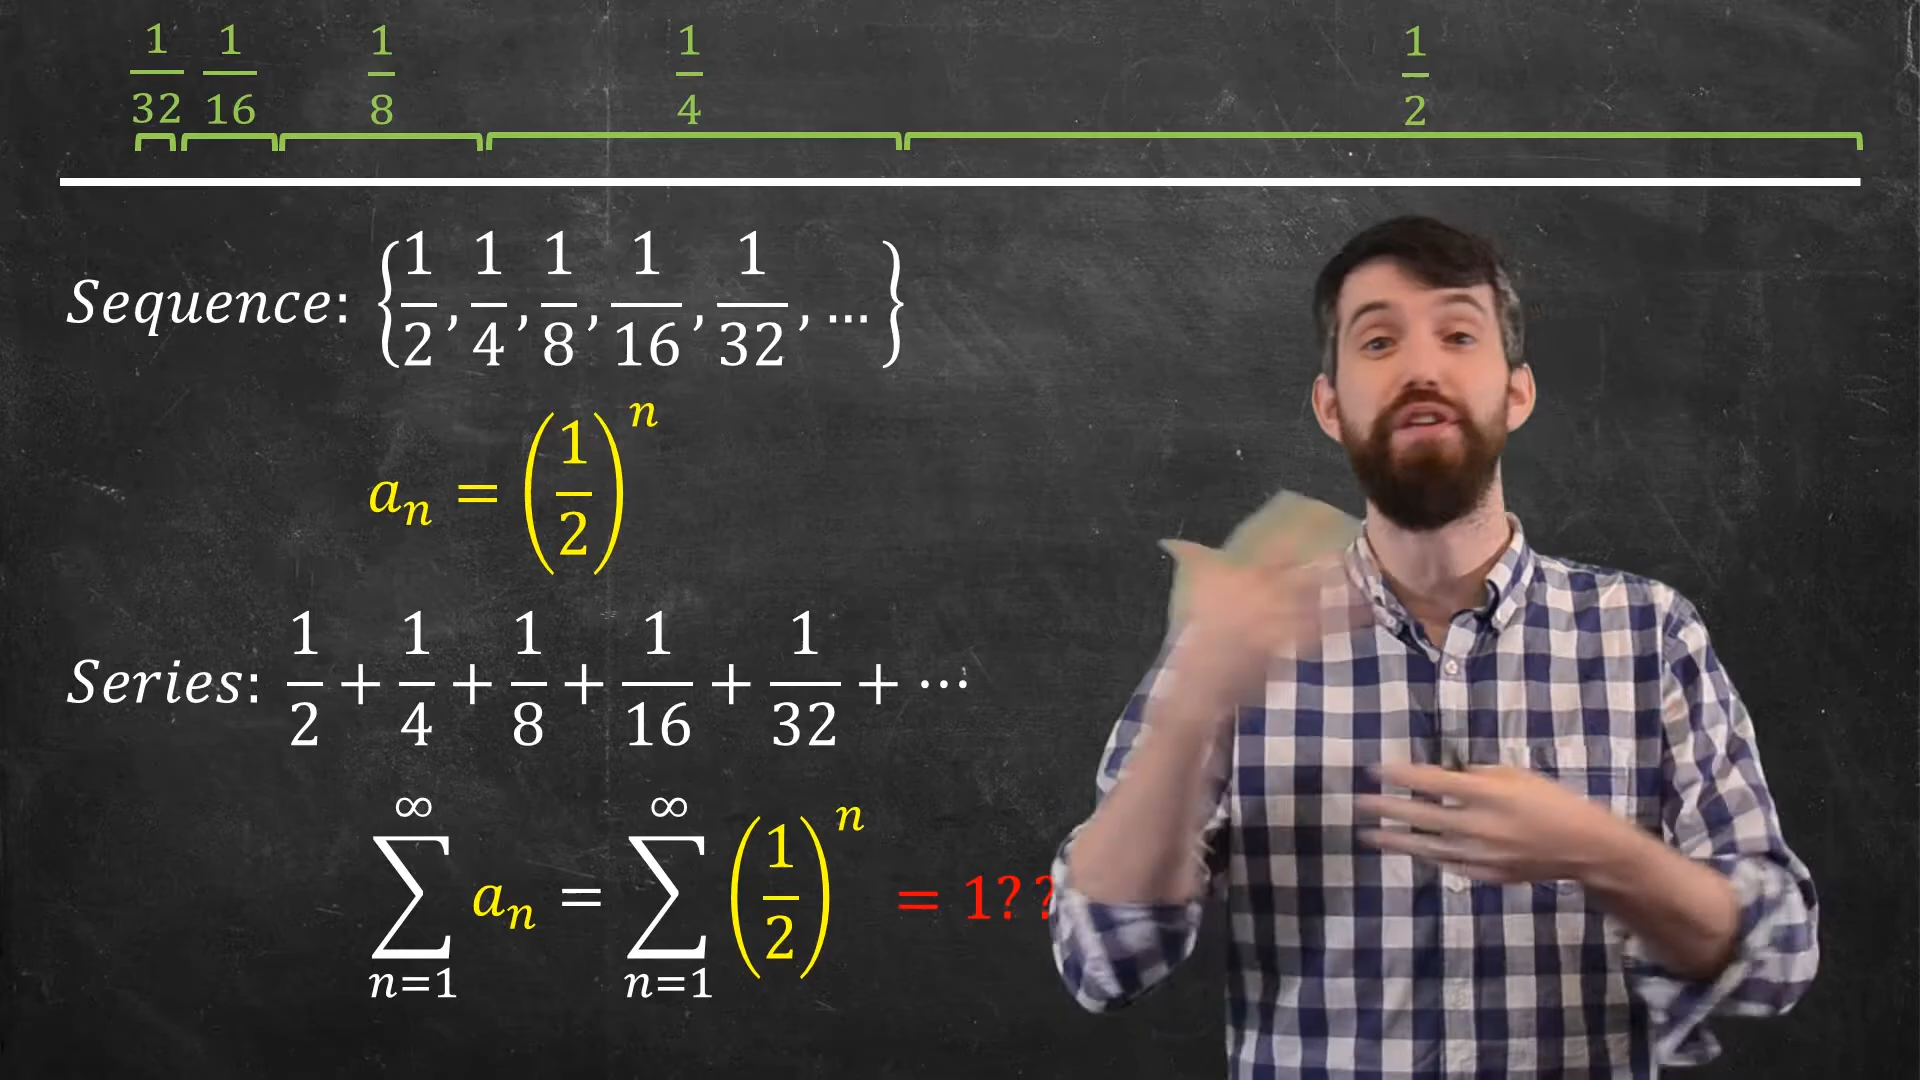 1/32 1/16 1/8 1/4 1/2
Sequence: {1/2, 1/4, 1/8, 1/16, 1/32, ...}
aₙ = (1/2)ⁿ
Series: 1/2 + 1/4 + 1/8 + 1/16 + 1/32 + ⋯
∑_{n=1}^{∞} aₙ = ∑_{n=1}^{∞} (1/2)ⁿ = 1??